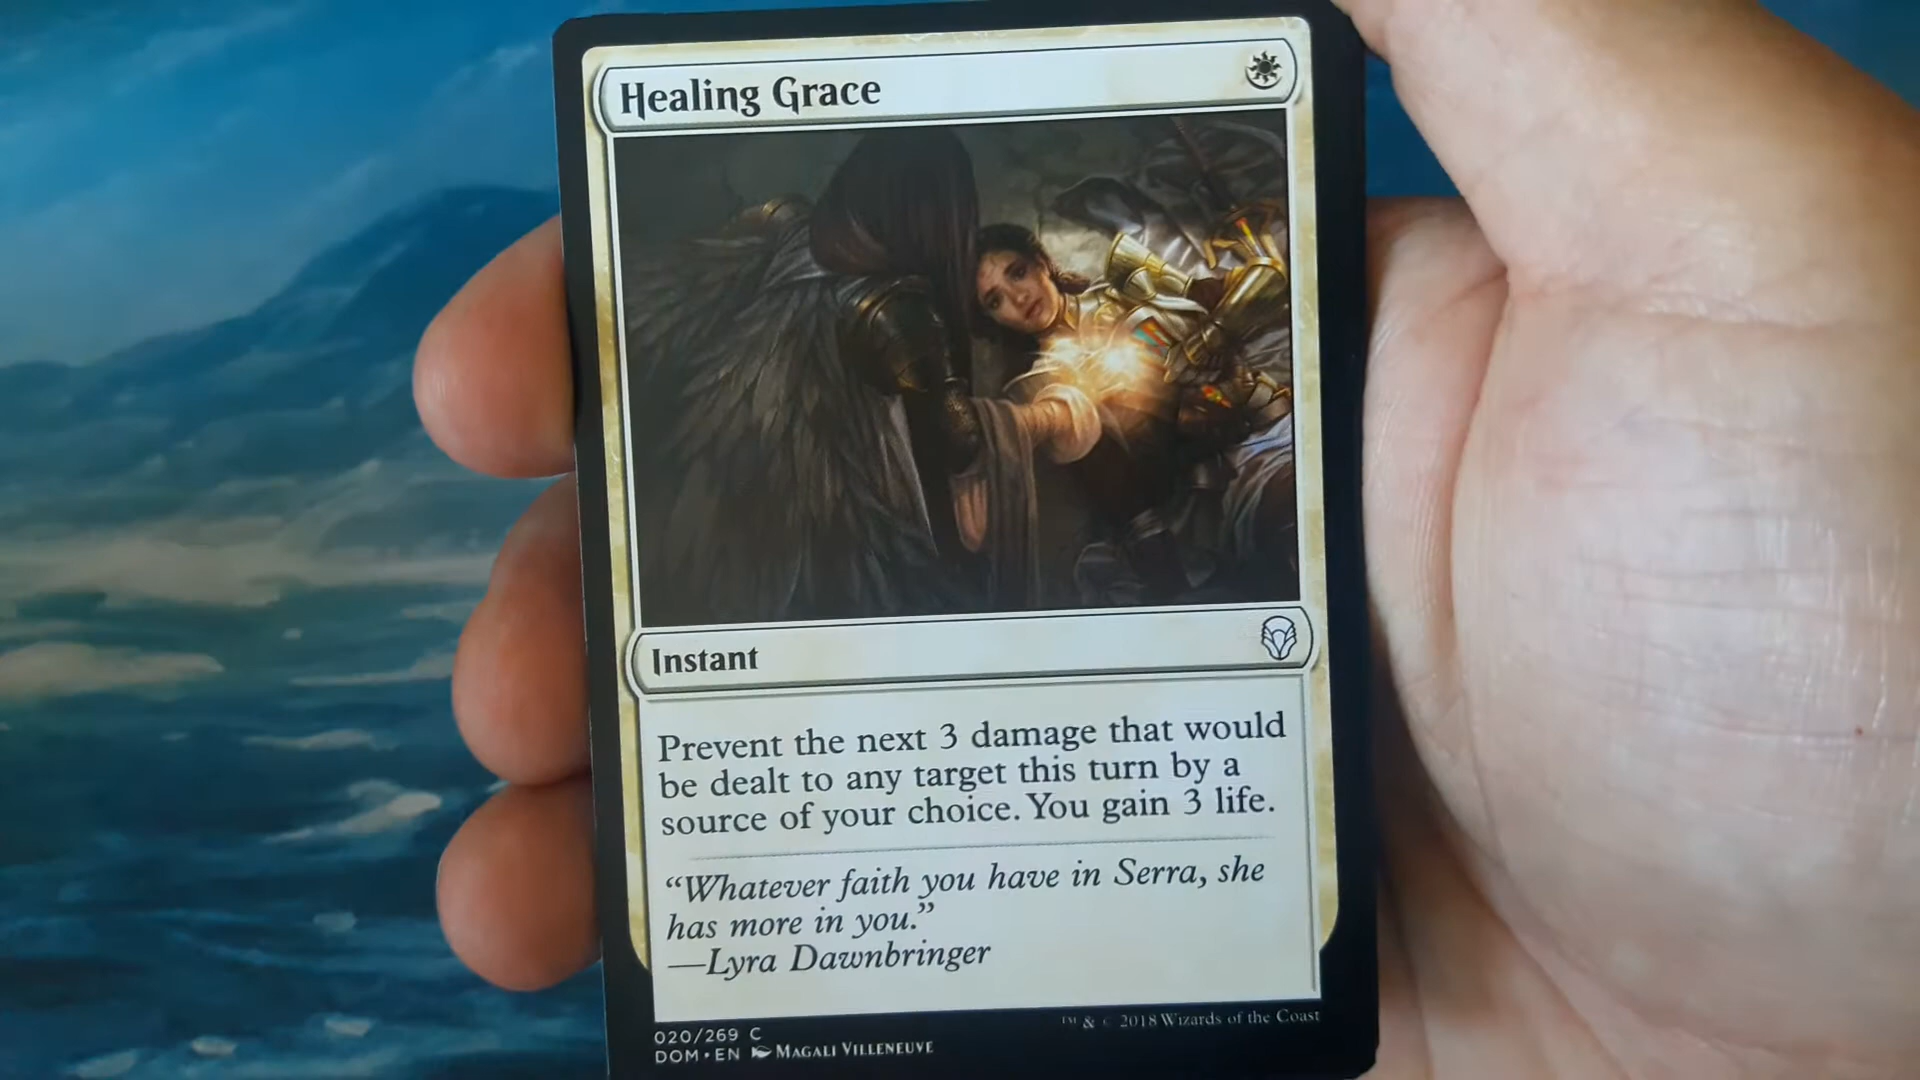 Healing Grace
Instant
Prevent the next 3 damage that would
be dealt to any target this turn by a
source of your choice. You gain 3 life.
“Whatever faith you have in Serra, she
has more in you.”
—Lyra Dawnbringer
020/269 C
™ & © 2018 Wizards of the Coast
DOM • EN Magali Villeneuve